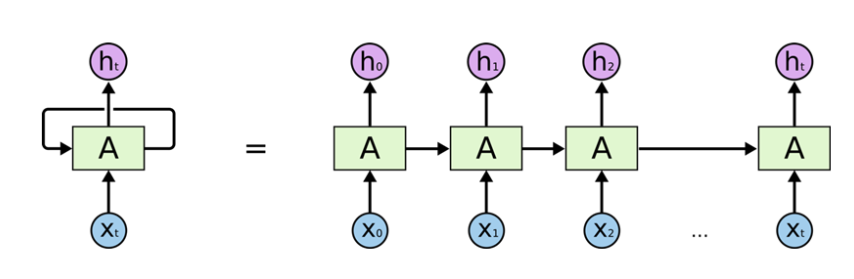 hₜ h₀ h₁ h₂ hₜ
A = A A A A
xₜ x₀ x₁ x₂ ... xₜ